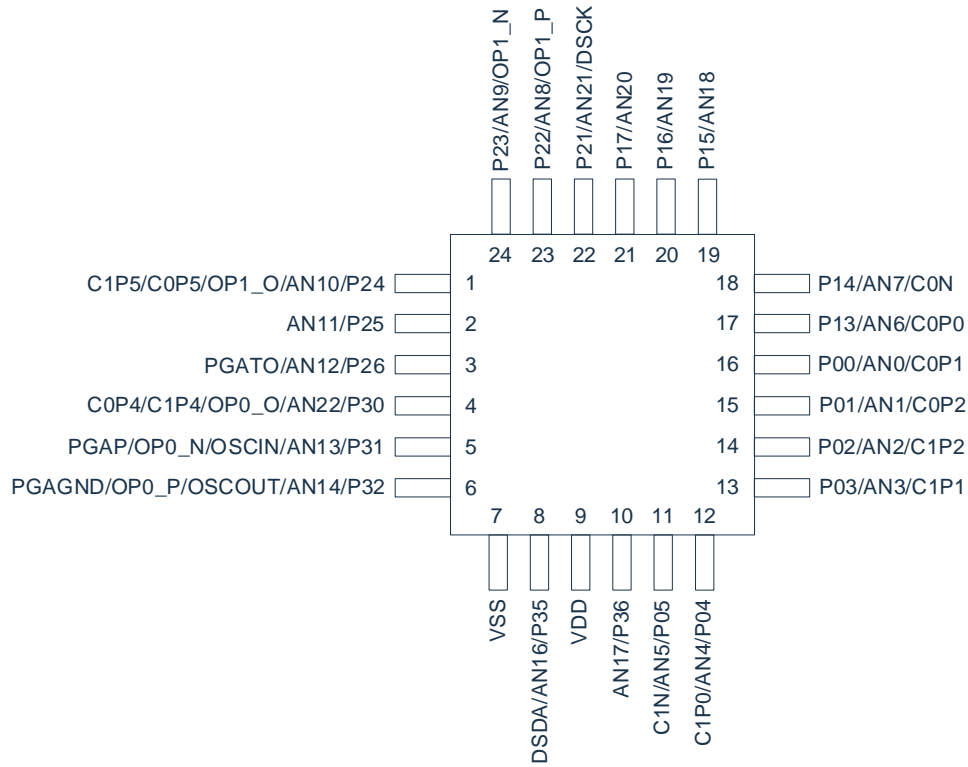 P23/AN9/OP1_N
P22/AN8/OP1_P
P21/AN21/DSCK
P17/AN20
P16/AN19
P15/AN18
24 23 22 21 20 19
C1P5/C0P5/OP1_O/AN10/P24 1 18 P14/AN7/C0N
AN11/P25 2 17 P13/AN6/C0P0
PGATO/AN12/P26 3 16 P00/AN0/C0P1
C0P4/C1P4/OP0_O/AN22/P30 4 15 P01/AN1/C0P2
PGAP/OP0_N/OSCIN/AN13/P31 5 14 P02/AN2/C1P2
PGAGND/OP0_P/OSCOUT/AN14/P32 6 13 P03/AN3/C1P1
7 8 9 10 11 12
VSS
DSDA/AN16/P35
VDD
AN17/P36
C1N/AN5/P05
C1P0/AN4/P04